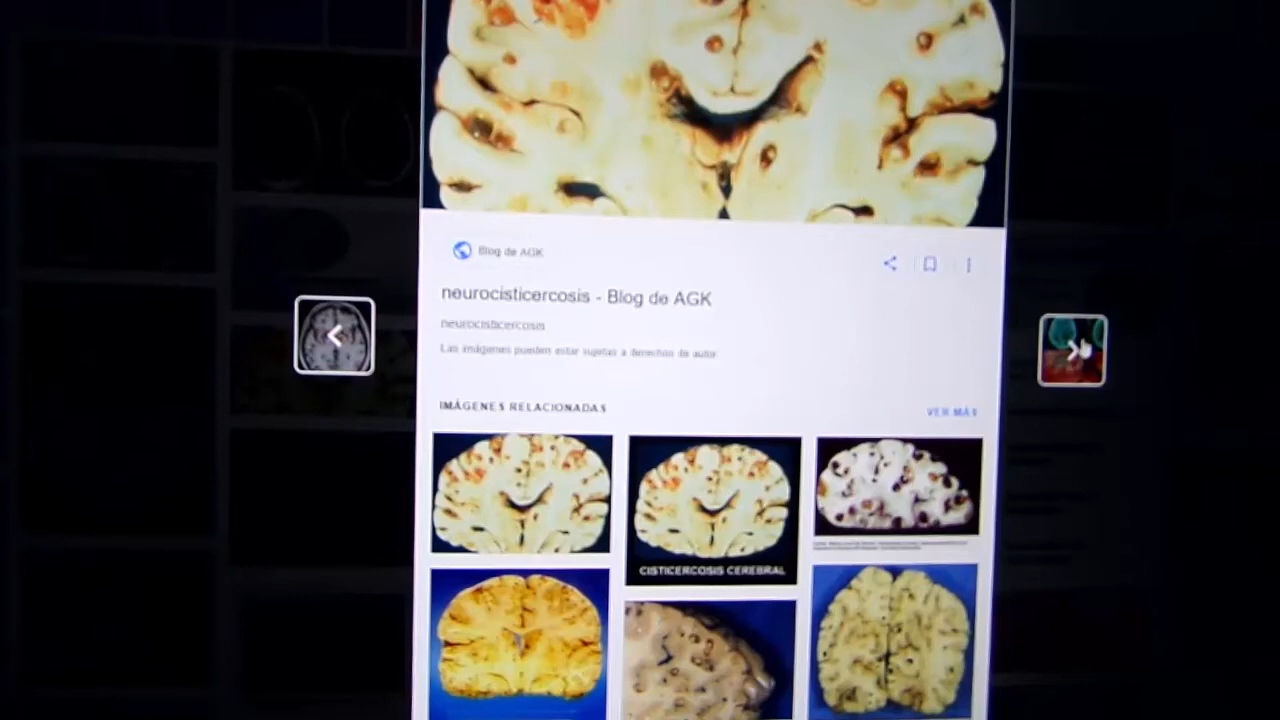 Blog de AGK
neurocisticercosis - Blog de AGK
neurocisticercosis
Las imágenes pueden estar sujetas a derechos de autor
IMÁGENES RELACIONADAS
VER MÁS
CISTICERCOSIS CEREBRAL